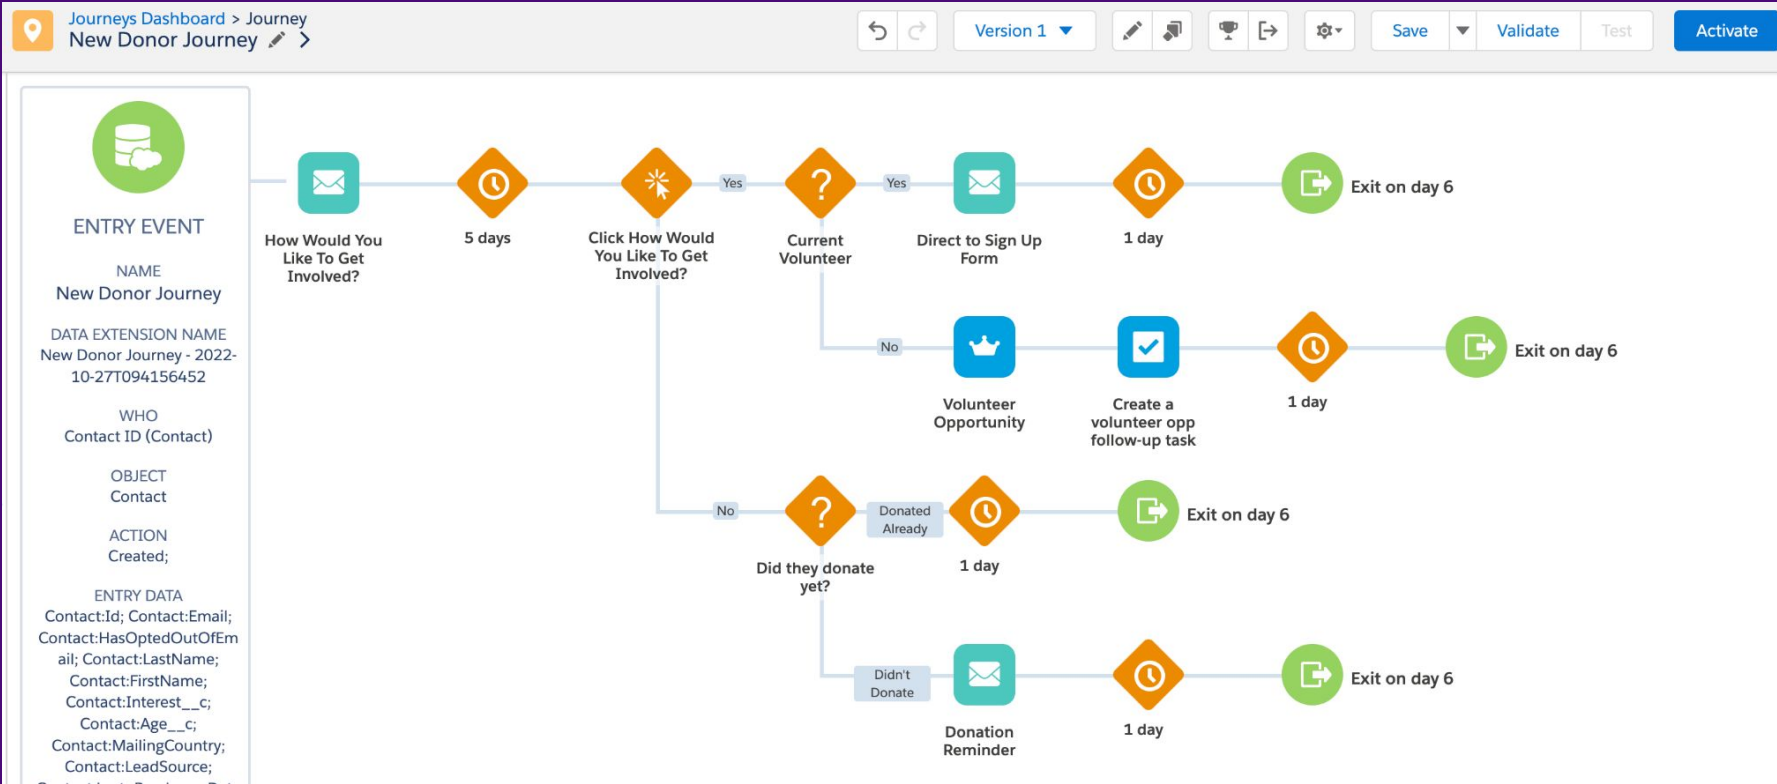 Journeys Dashboard > Journey
New Donor Journey
Version 1
Save
Validate
Test
Activate
ENTRY EVENT
NAME
New Donor Journey
DATA EXTENSION NAME
New Donor Journey - 2022-
10-27T094156452
WHO
Contact ID (Contact)
OBJECT
Contact
ACTION
Created;
ENTRY DATA
Contact:Id; Contact:Email;
Contact:HasOptedOutOfEm
ail; Contact:LastName;
Contact:FirstName;
Contact:Interest__c;
Contact:Age__c;
Contact:MailingCountry;
Contact:LeadSource;
How Would You
Like To Get
Involved?
5 days
Click How Would
You Like To Get
Involved?
Yes
Current
Volunteer
Yes
Direct to Sign Up
Form
1 day
Exit on day 6
No
Volunteer
Opportunity
Create a
volunteer opp
follow-up task
1 day
Exit on day 6
No
Did they donate
yet?
Donated
Already
1 day
Exit on day 6
Didn't
Donate
Donation
Reminder
1 day
Exit on day 6